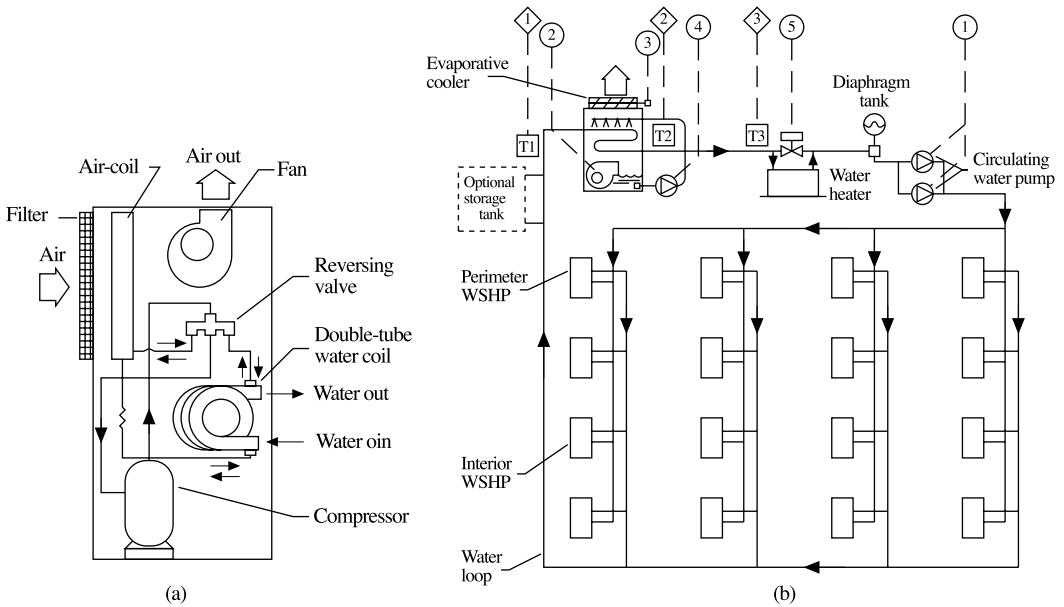 Air-coil
Air out
Fan
Filter
Air
Reversing
valve
Double-tube
water coil
Water out
Water oin
Compressor
(a)
1
2
3
2
4
3
5
1
Evaporative
cooler
T1
T2
T3
Diaphragm
tank
Circulating
water pump
Water
heater
Optional
storage
tank
Perimeter
WSHP
Interior
WSHP
Water
loop
(b)